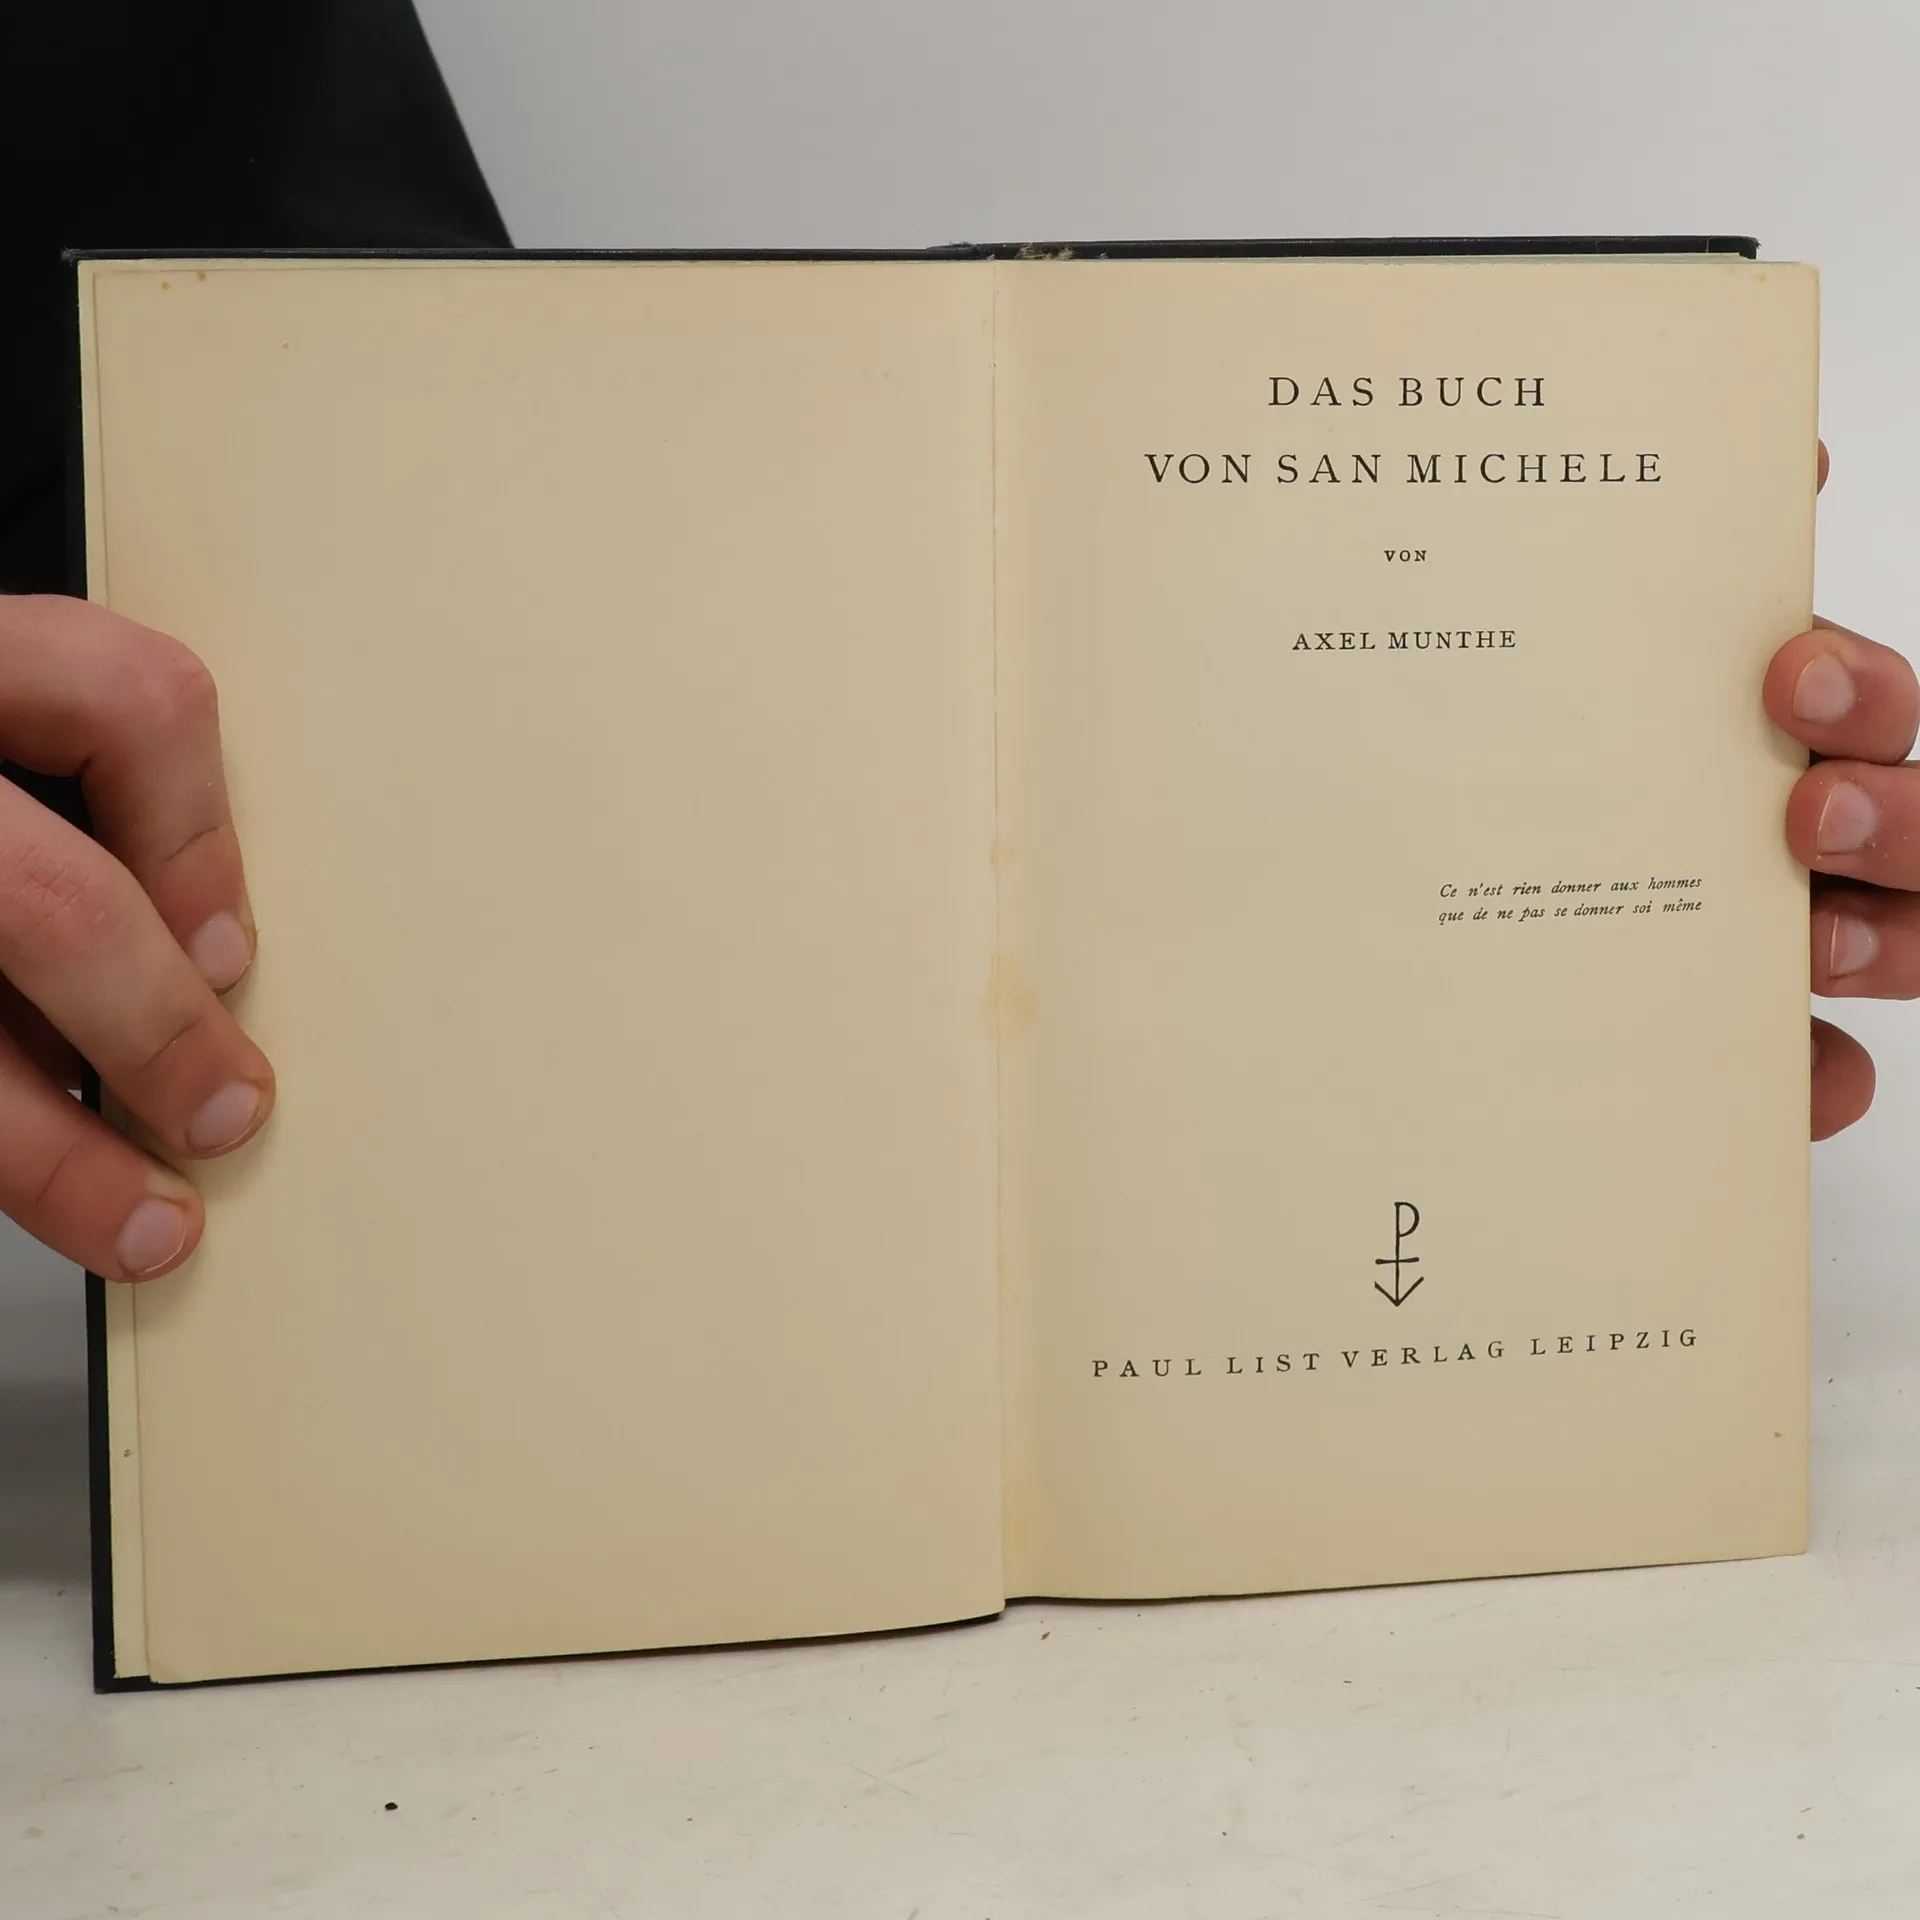 DAS BUCH
VON SAN MICHELE
VON
AXEL MUNTHE
Ce n'est rien donner aux hommes
que de ne pas se donner soi même
PAUL LIST VERLAG LEIPZIG